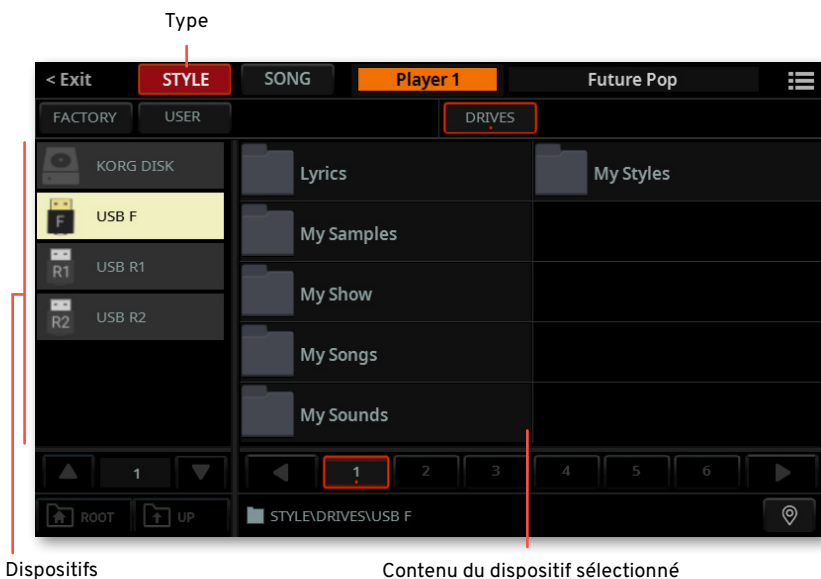 Type
< Exit STYLE SONG Player 1 Future Pop
FACTORY USER DRIVES
KORG DISK
F USB F
R1 USB R1
R2 USB R2
Lyrics My Styles
My Samples
My Show
My Songs
My Sounds
1 1 2 3 4 5 6
ROOT UP STYLE\DRIVES\USB F
Dispositifs Contenu du dispositif sélectionné